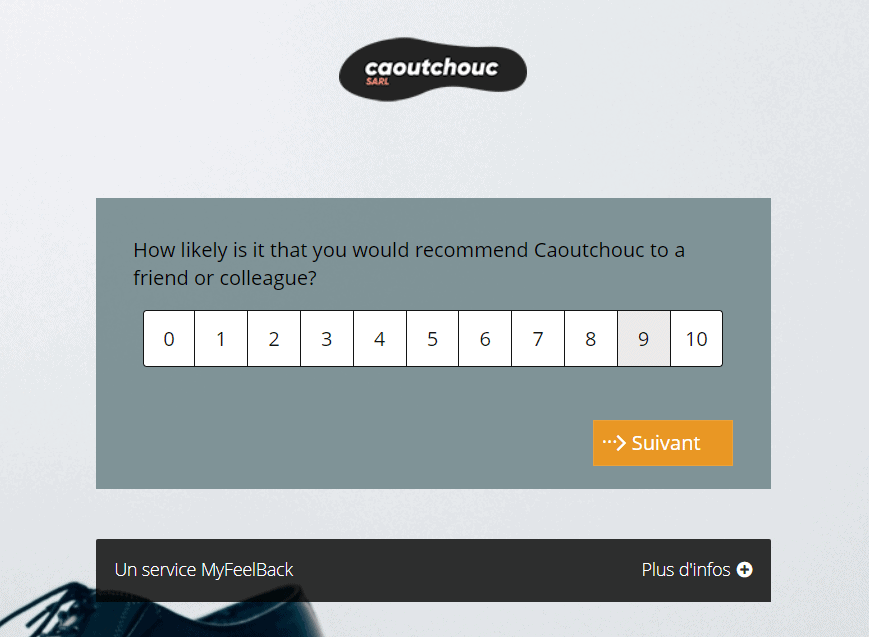 caoutchouc
SARL
How likely is it that you would recommend Caoutchouc to a
friend or colleague?
0 1 2 3 4 5 6 7 8 9 10
Suivant
Un service MyFeelBack Plus d'infos